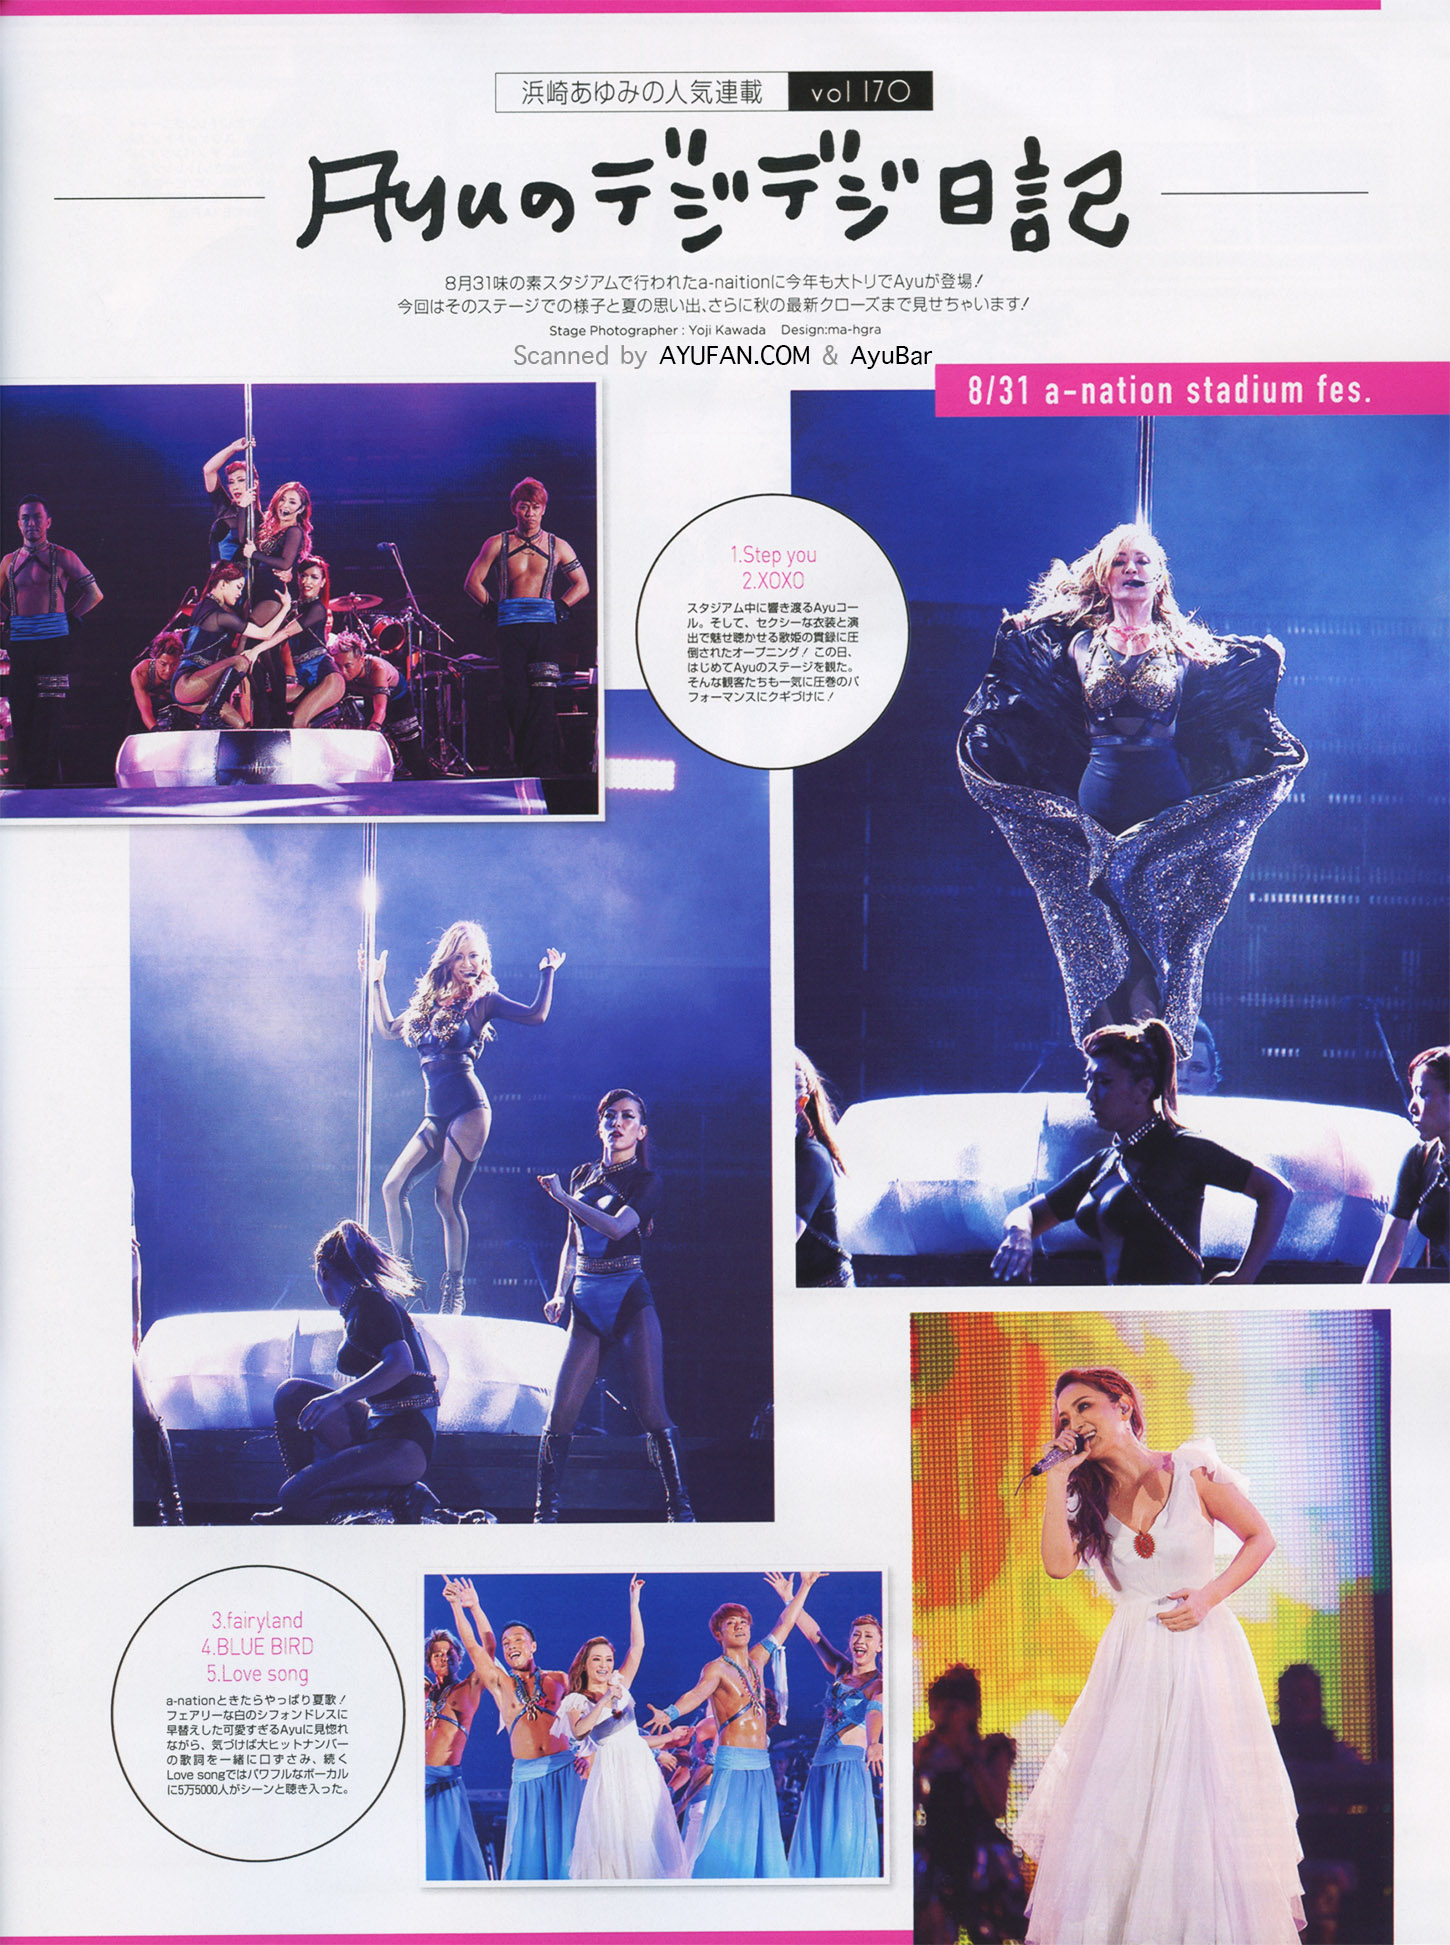 浜崎あゆみの人気連載 vol 170
Ayuのデジデジ日記
8月31味の素スタジアムで行われたa-naitionに今年も大トリでAyuが登場!
今回はそのステージでの様子と夏の思い出、さらに秋の最新クローズまで見せちゃいます!
Stage Photographer : Yoji Kawada Design:ma-hgra
Scanned by AYUFAN.COM & AyuBar
8/31 a-nation stadium fes.
1.Step you
2.XOXO
スタジアム中に響き渡るAyuコー
ル。そして、セクシーな衣装と演
出で魅せ聴かせる歌姫の貫録に圧
倒されたオープニング! この日、
はじめてAyuのステージを観た。
そんな観客たちも一気に圧巻のパ
フォーマンスにクギづけに!
3.fairyland
4.BLUE BIRD
5.Love song
a-nationときたらやっぱり夏歌!
フェアリーな白のシフォンドレスに
早替えした可愛すぎるAyuに見惚れ
ながら、気づけば大ヒットナンバー
の歌詞を一緒に口ずさみ、続く
Love songではパワフルなボーカル
に5万5000人がシーンと聴き入った。